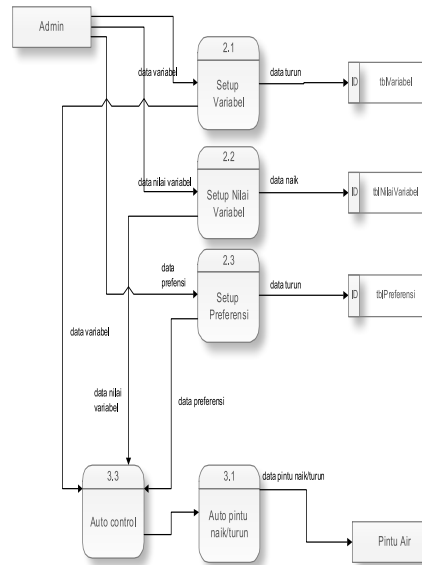 Admin
2.1
data variabel
Setup
Variabel
data turun
ID
tblVariabel
2.2
data nilai variabel
Setup Nilai
Variabel
data naik
ID
tblNilaiVariabel
data
prefensi
2.3
Setup
Preferensi
data turun
ID
tblPreferensi
data variabel
data nilai
variabel
data preferensi
3.3
Auto control
3.1
Auto pintu
naik/turun
data pintu naik/turun
Pintu Air